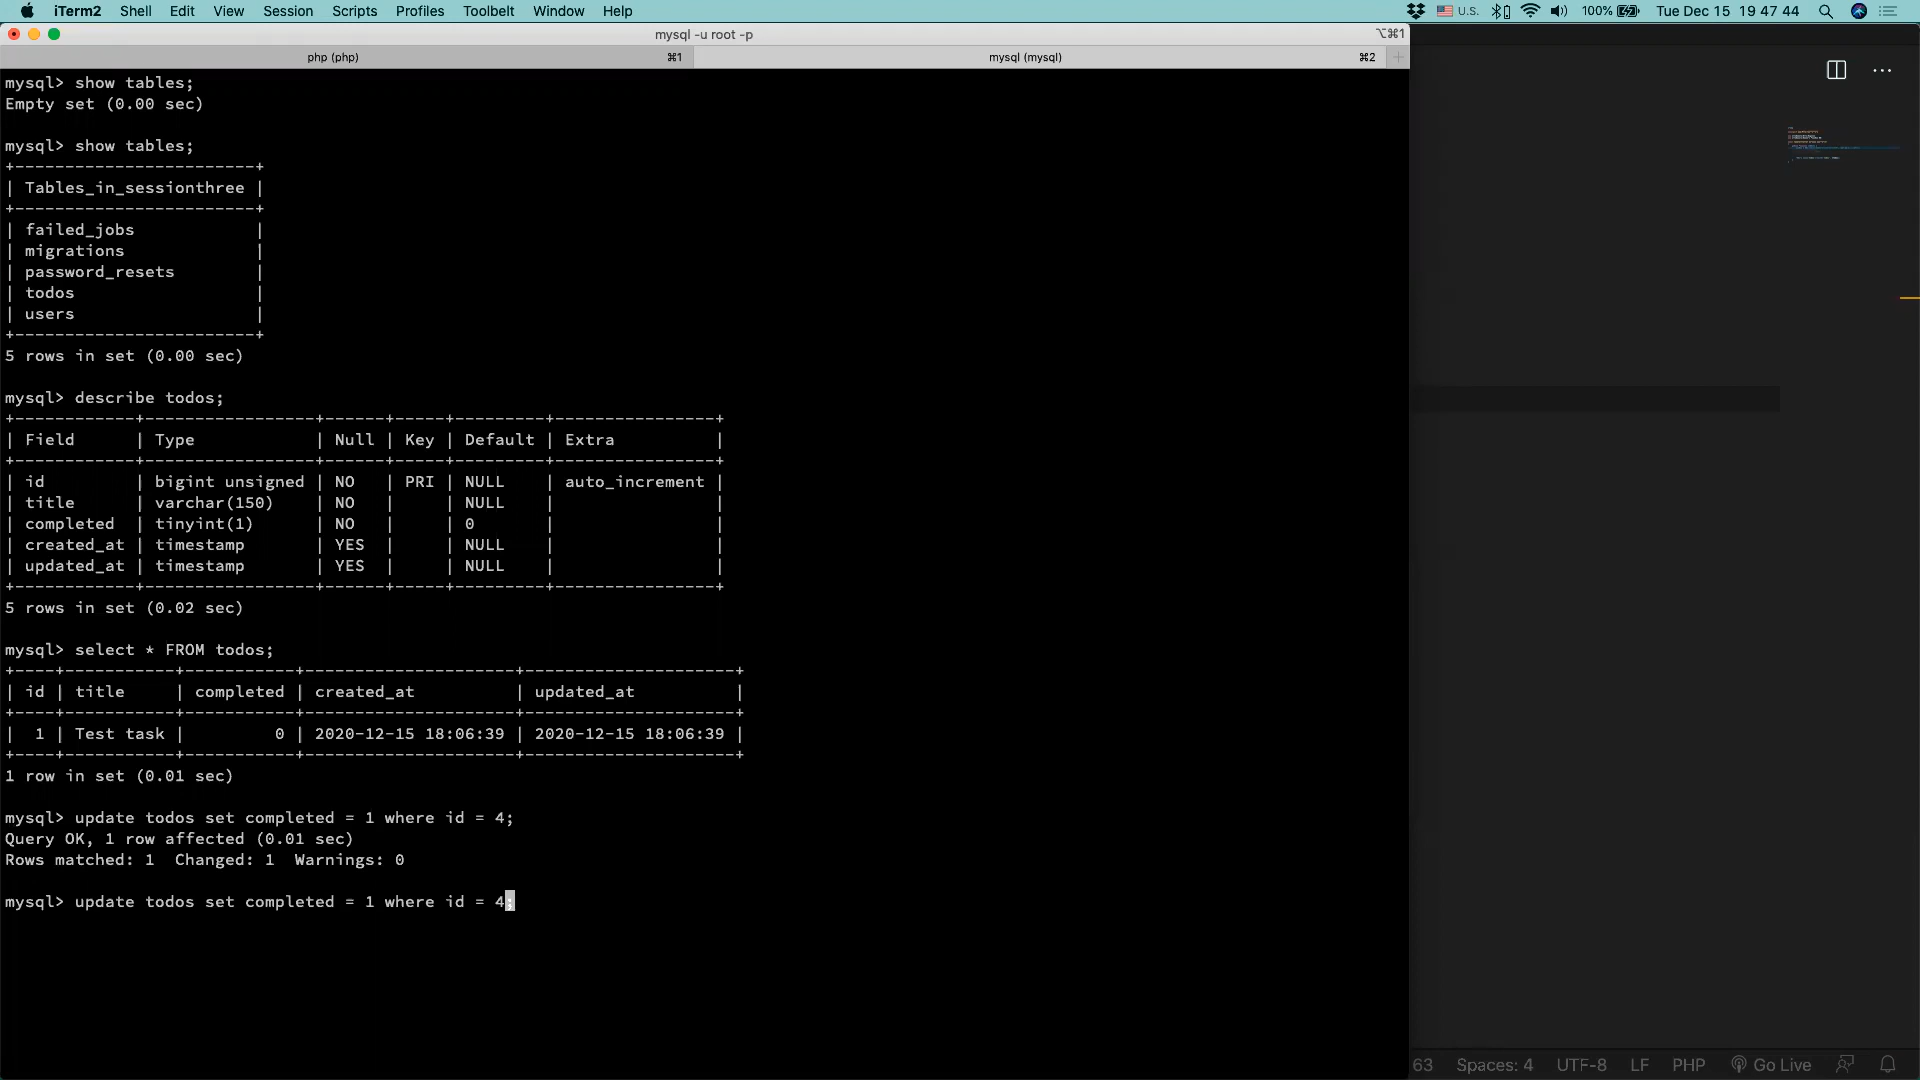 iTerm2 Shell Edit View Session Scripts Profiles Toolbelt Window Help U.S. 100% Tue Dec 15 19 47 44
mysql -u root -p ⌥⌘1
php (php) ⌘1 mysql (mysql) ⌘2
mysql> show tables;
Empty set (0.00 sec)
mysql> show tables;
+------------------------+
| Tables_in_sessionthree |
+------------------------+
| failed_jobs            |
| migrations             |
| password_resets        |
| todos                  |
| users                  |
+------------------------+
5 rows in set (0.00 sec)
mysql> describe todos;
+------------+-----------------+------+-----+---------+----------------+
| Field      | Type            | Null | Key | Default | Extra          |
+------------+-----------------+------+-----+---------+----------------+
| id         | bigint unsigned | NO   | PRI | NULL    | auto_increment |
| title      | varchar(150)    | NO   |     | NULL    |                |
| completed  | tinyint(1)      | NO   |     | 0       |                |
| created_at | timestamp       | YES  |     | NULL    |                |
| updated_at | timestamp       | YES  |     | NULL    |                |
+------------+-----------------+------+-----+---------+----------------+
5 rows in set (0.02 sec)
mysql> select * FROM todos;
+----+-----------+-----------+---------------------+---------------------+
| id | title     | completed | created_at          | updated_at          |
+----+-----------+-----------+---------------------+---------------------+
|  1 | Test task |         0 | 2020-12-15 18:06:39 | 2020-12-15 18:06:39 |
+----+-----------+-----------+---------------------+---------------------+
1 row in set (0.01 sec)
mysql> update todos set completed = 1 where id = 4;
Query OK, 1 row affected (0.01 sec)
Rows matched: 1  Changed: 1  Warnings: 0
mysql> update todos set completed = 1 where id = 4;
63 Spaces: 4 UTF-8 LF PHP Go Live